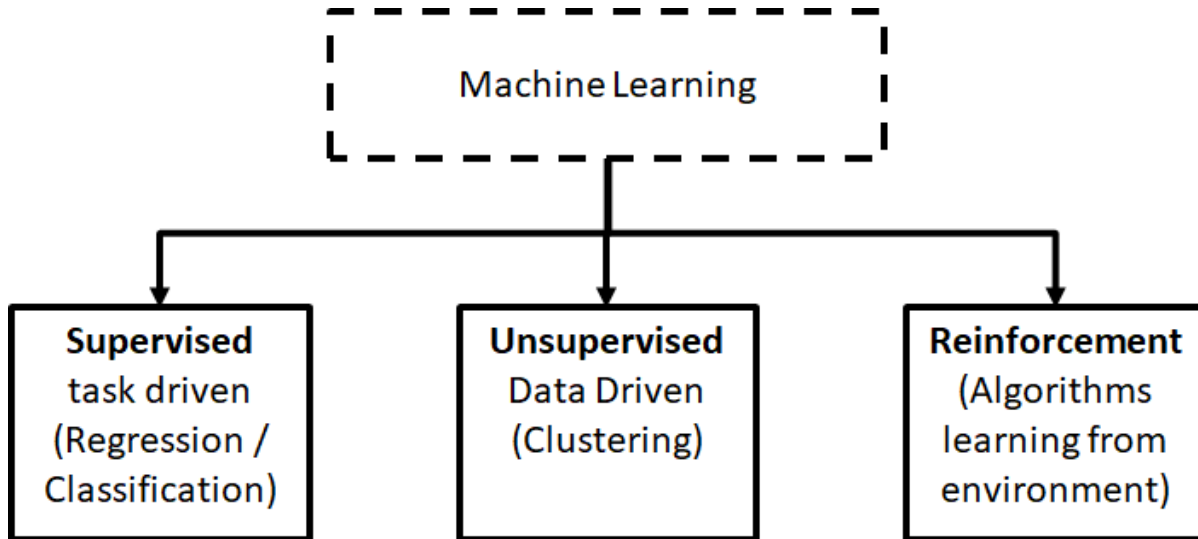 Machine Learning
Supervised
task driven
(Regression /
Classification)
Unsupervised
Data Driven
(Clustering)
Reinforcement
(Algorithms
learning from
environment)